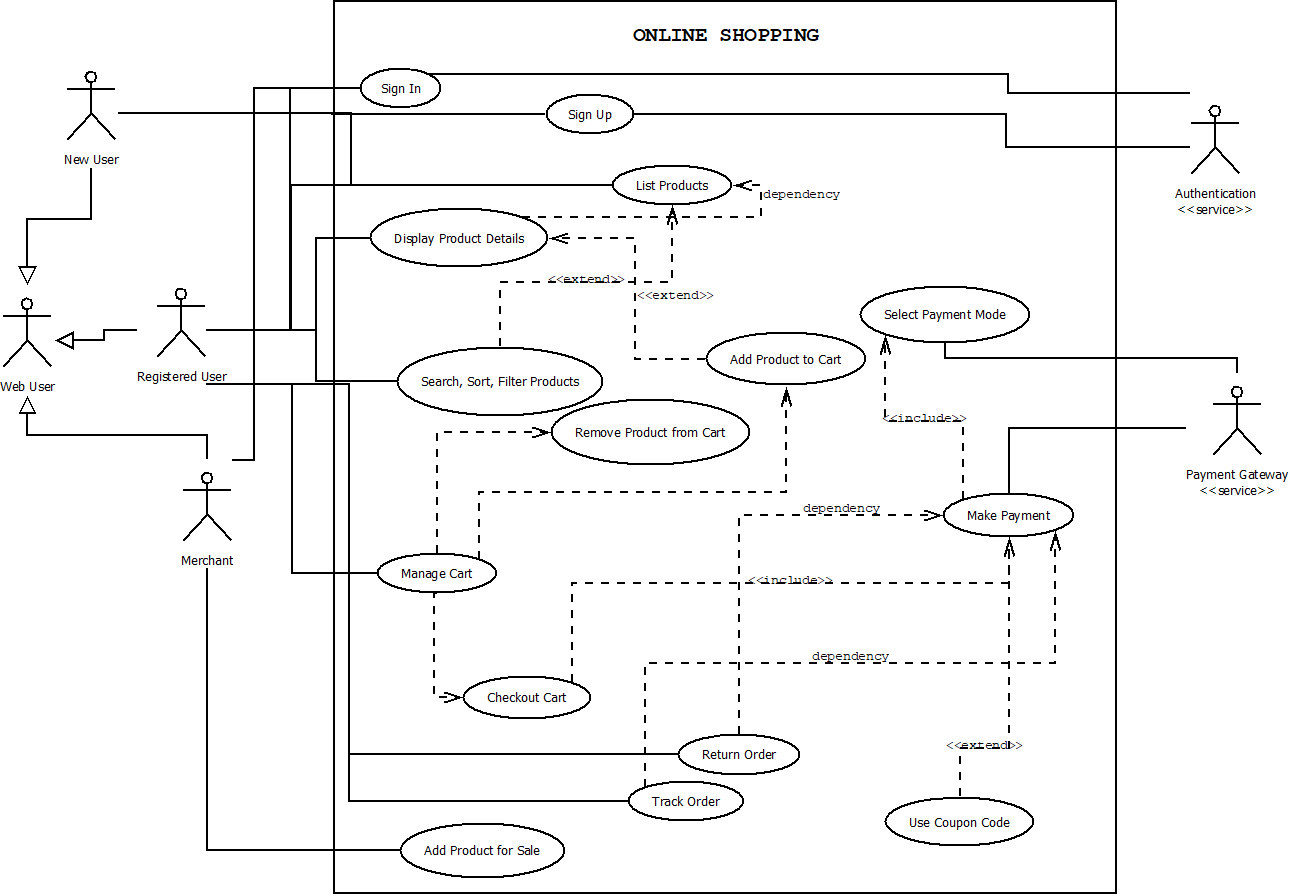 ONLINE SHOPPING
Sign In
Sign Up
New User
List Products
dependency
Authentication
<<service>>
Display Product Details
<<extend>>
<<extend>>
Select Payment Mode
Web User
Registered User
Add Product to Cart
Search, Sort, Filter Products
<<include>>
Remove Product from Cart
Payment Gateway
<<service>>
dependency
Make Payment
Merchant
Manage Cart
<<include>>
dependency
Checkout Cart
<<extend>>
Return Order
Track Order
Use Coupon Code
Add Product for Sale